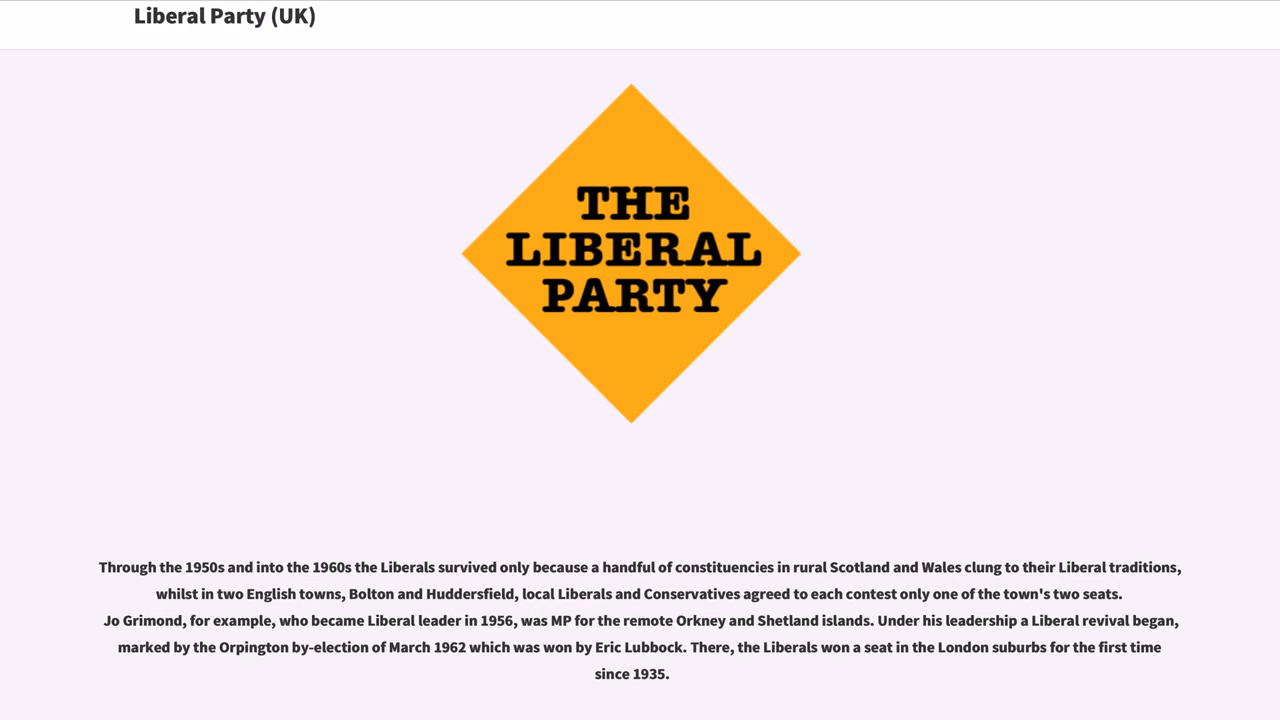 Liberal Party (UK)
THE
LIBERAL
PARTY
Through the 1950s and into the 1960s the Liberals survived only because a handful of constituencies in rural Scotland and Wales clung to their Liberal traditions,
whilst in two English towns, Bolton and Huddersfield, local Liberals and Conservatives agreed to each contest only one of the town's two seats.
Jo Grimond, for example, who became Liberal leader in 1956, was MP for the remote Orkney and Shetland islands. Under his leadership a Liberal revival began,
marked by the Orpington by-election of March 1962 which was won by Eric Lubbock. There, the Liberals won a seat in the London suburbs for the first time
since 1935.